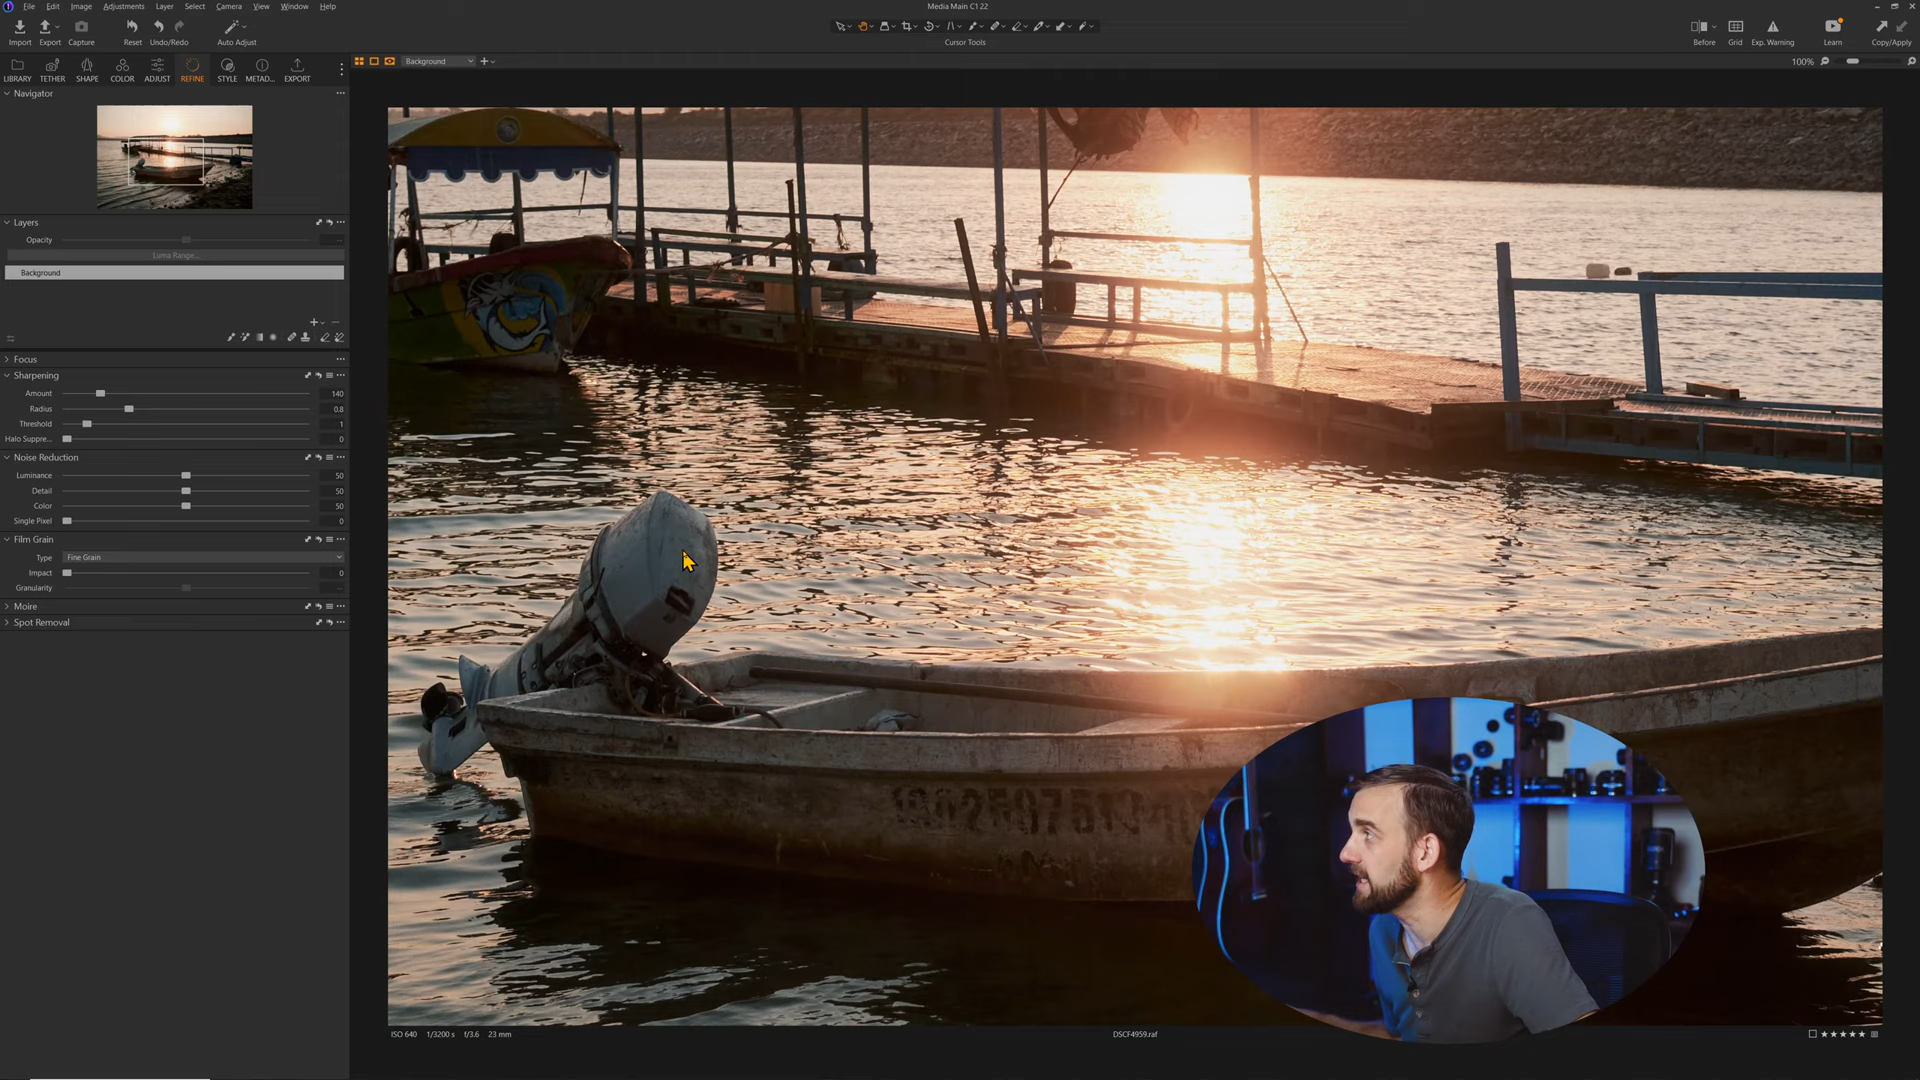 File Edit Image Adjustments Layer Select Camera View Window Help
Media Main C1 22
Import Export Capture Reset Undo/Redo Auto Adjust
Cursor Tools
Before Grid Exp. Warning Learn Copy/Apply
LIBRARY TETHER SHAPE COLOR ADJUST REFINE STYLE METAD... EXPORT
Background
100%
Navigator
Layers
Opacity
Luma Range...
Background
Focus
Sharpening
Amount 140
Radius 0.8
Threshold 1
Halo Suppre... 0
Noise Reduction
Luminance 50
Detail 50
Color 50
Single Pixel 0
Film Grain
Type Fine Grain
Impact 0
Granularity
Moire
Spot Removal
ISO 640 1/3200 s f/3.6 23 mm
DSCF4959.raf